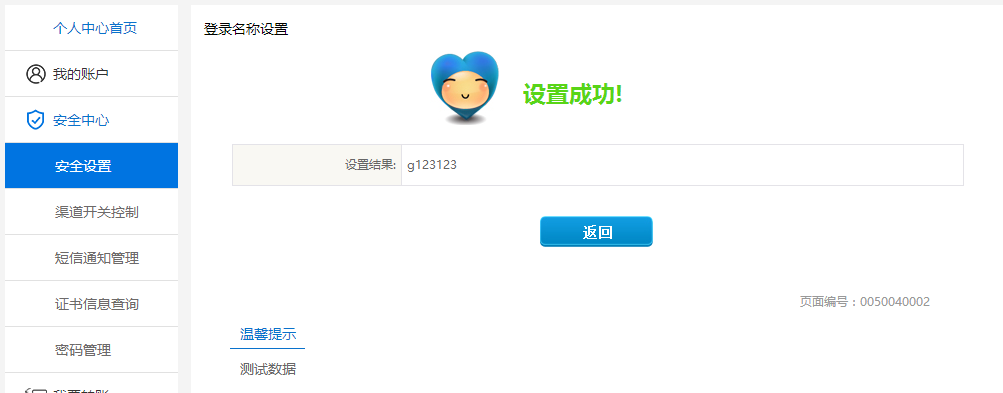 个人中心首页
我的账户
安全中心
安全设置
渠道开关控制
短信通知管理
证书信息查询
密码管理
登录名称设置
设置成功!
设置结果: g123123
返回
页面编号：0050040002
温馨提示
测试数据